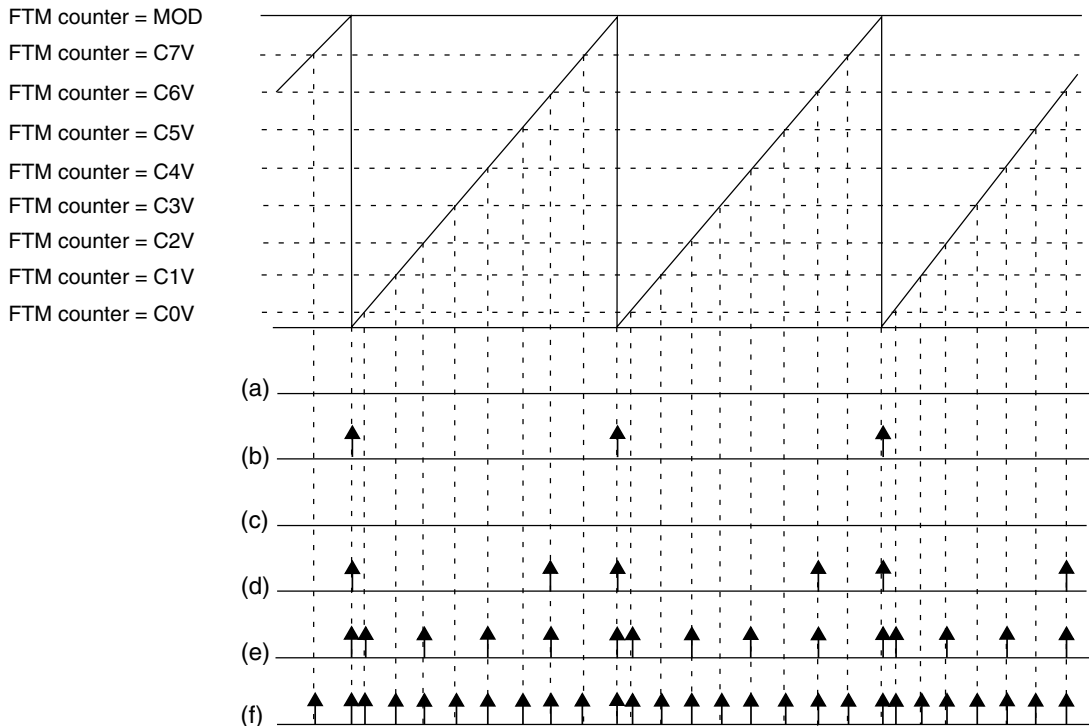 FTM counter = MOD
FTM counter = C7V
FTM counter = C6V
FTM counter = C5V
FTM counter = C4V
FTM counter = C3V
FTM counter = C2V
FTM counter = C1V
FTM counter = C0V
(a)
(b)
(c)
(d)
(e)
(f)